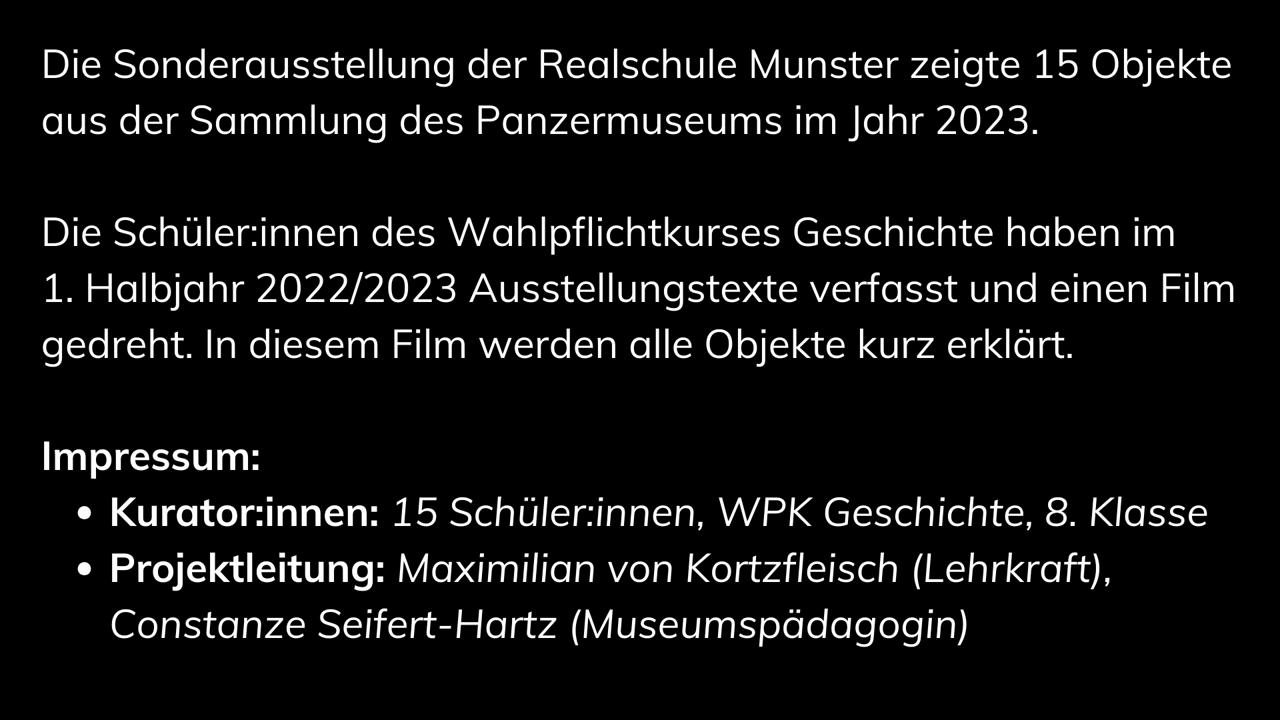 Die Sonderausstellung der Realschule Munster zeigte 15 Objekte
aus der Sammlung des Panzermuseums im Jahr 2023.
Die Schüler:innen des Wahlpflichtkurses Geschichte haben im
1. Halbjahr 2022/2023 Ausstellungstexte verfasst und einen Film
gedreht. In diesem Film werden alle Objekte kurz erklärt.
Impressum:
• Kurator:innen: 15 Schüler:innen, WPK Geschichte, 8. Klasse
• Projektleitung: Maximilian von Kortzfleisch (Lehrkraft),
Constanze Seifert-Hartz (Museumspädagogin)